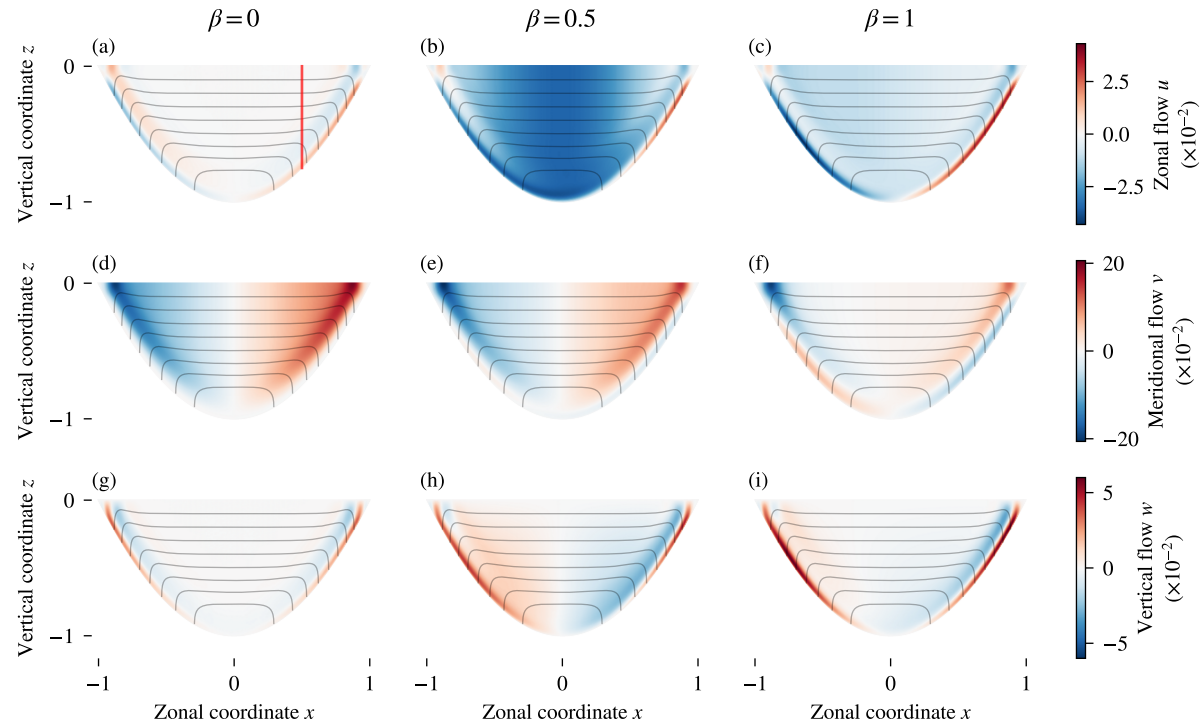 β = 0
β = 0.5
β = 1
(a)
(b)
(c)
Vertical coordinate z
0
−1
2.5
0.0
−2.5
Zonal flow u
(×10⁻²)
(d)
(e)
(f)
Vertical coordinate z
0
−1
20
0
−20
Meridional flow v
(×10⁻²)
(g)
(h)
(i)
Vertical coordinate z
0
−1
5
0
−5
Vertical flow w
(×10⁻²)
−1
0
1
−1
0
1
−1
0
1
Zonal coordinate x
Zonal coordinate x
Zonal coordinate x